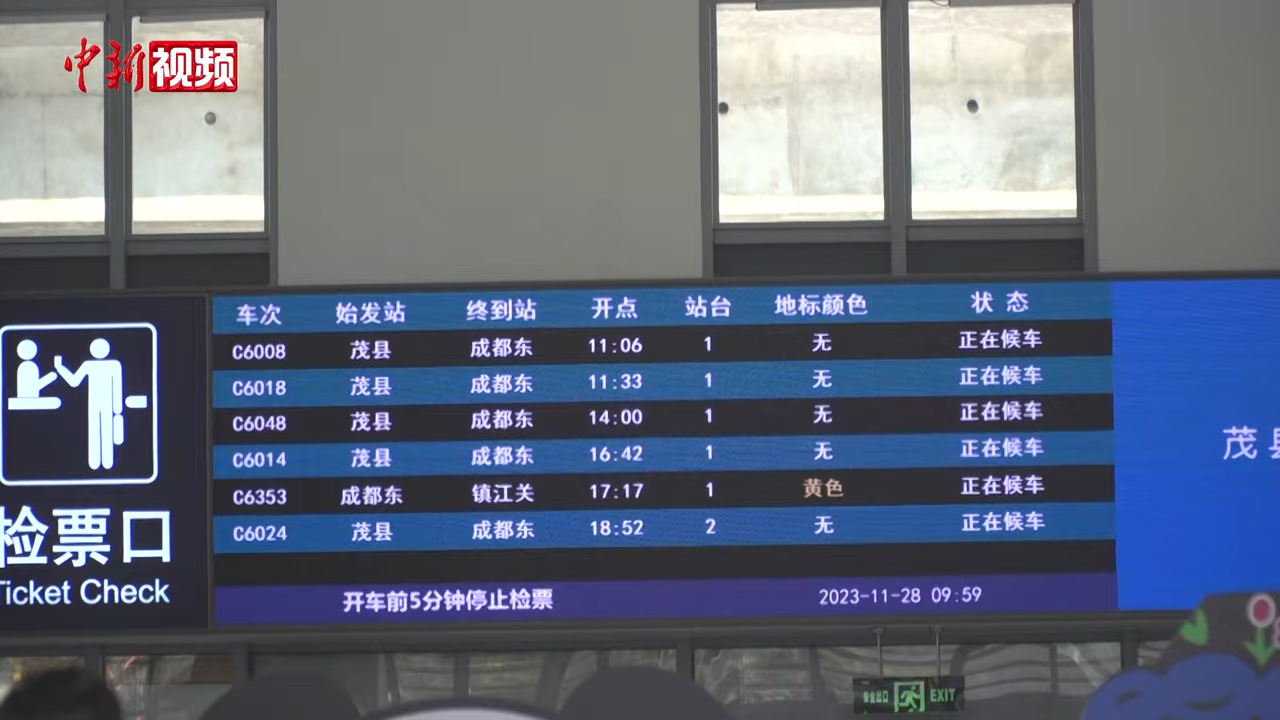 中新视频
车次 始发站 终到站 开点 站台 地标颜色 状 态
C6008 茂县 成都东 11:06 1 无 正在候车
C6018 茂县 成都东 11:33 1 无 正在候车
C6048 茂县 成都东 14:00 1 无 正在候车
C6014 茂县 成都东 16:42 1 无 正在候车
C6353 成都东 镇江关 17:17 1 黄色 正在候车
C6024 茂县 成都东 18:52 2 无 正在候车
开车前5分钟停止检票 2023-11-28 09:59
检票口
Ticket Check
茂县
安全出口 EXIT